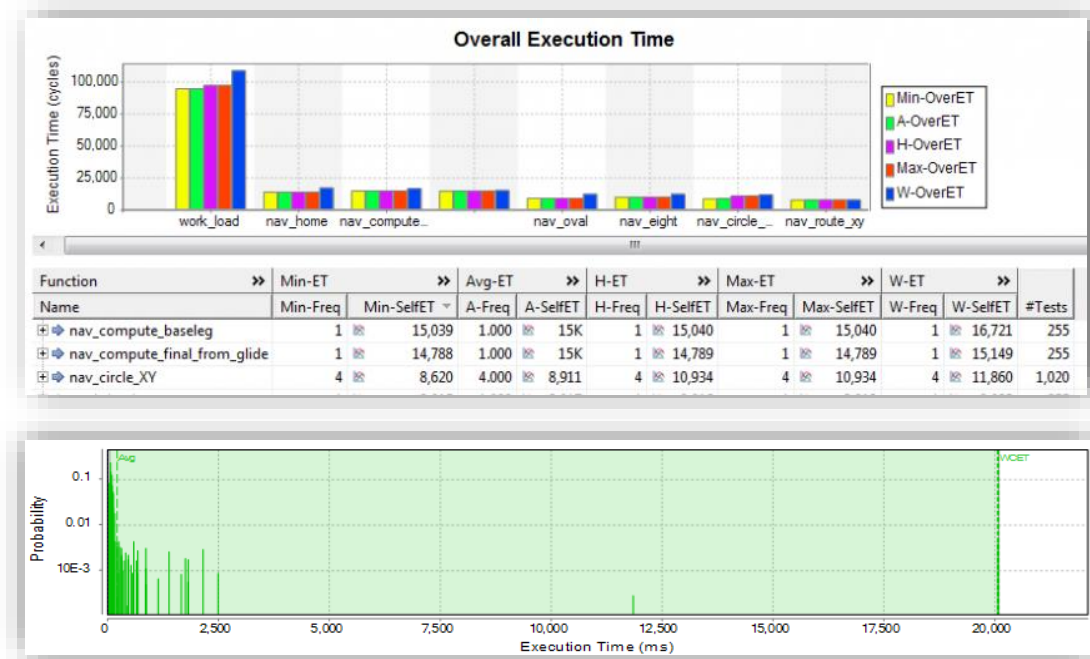 Overall Execution Time
Execution Time (cycles)
100,000
75,000
50,000
25,000
0
work_load nav_home nav_compute... nav_oval nav_eight nav_circle_... nav_route_xy
Min-OverET
A-OverET
H-OverET
Max-OverET
W-OverET
Function » Min-ET » Avg-ET » H-ET » Max-ET » W-ET »
Name Min-Freq Min-SelfET A-Freq A-SelfET H-Freq H-SelfET Max-Freq Max-SelfET W-Freq W-SelfET #Tests
nav_compute_baseleg 1 15,039 1.000 15K 1 15,040 1 15,040 1 16,721 255
nav_compute_final_from_glide 1 14,788 1.000 15K 1 14,789 1 14,789 1 15,149 255
nav_circle_XY 4 8,620 4.000 8,911 4 10,934 4 10,934 4 11,860 1,020
Avg WCET
Probability
0.1
0.01
10E-3
0 2,500 5,000 7,500 10,000 12,500 15,000 17,500 20,000
Execution Time (ms)